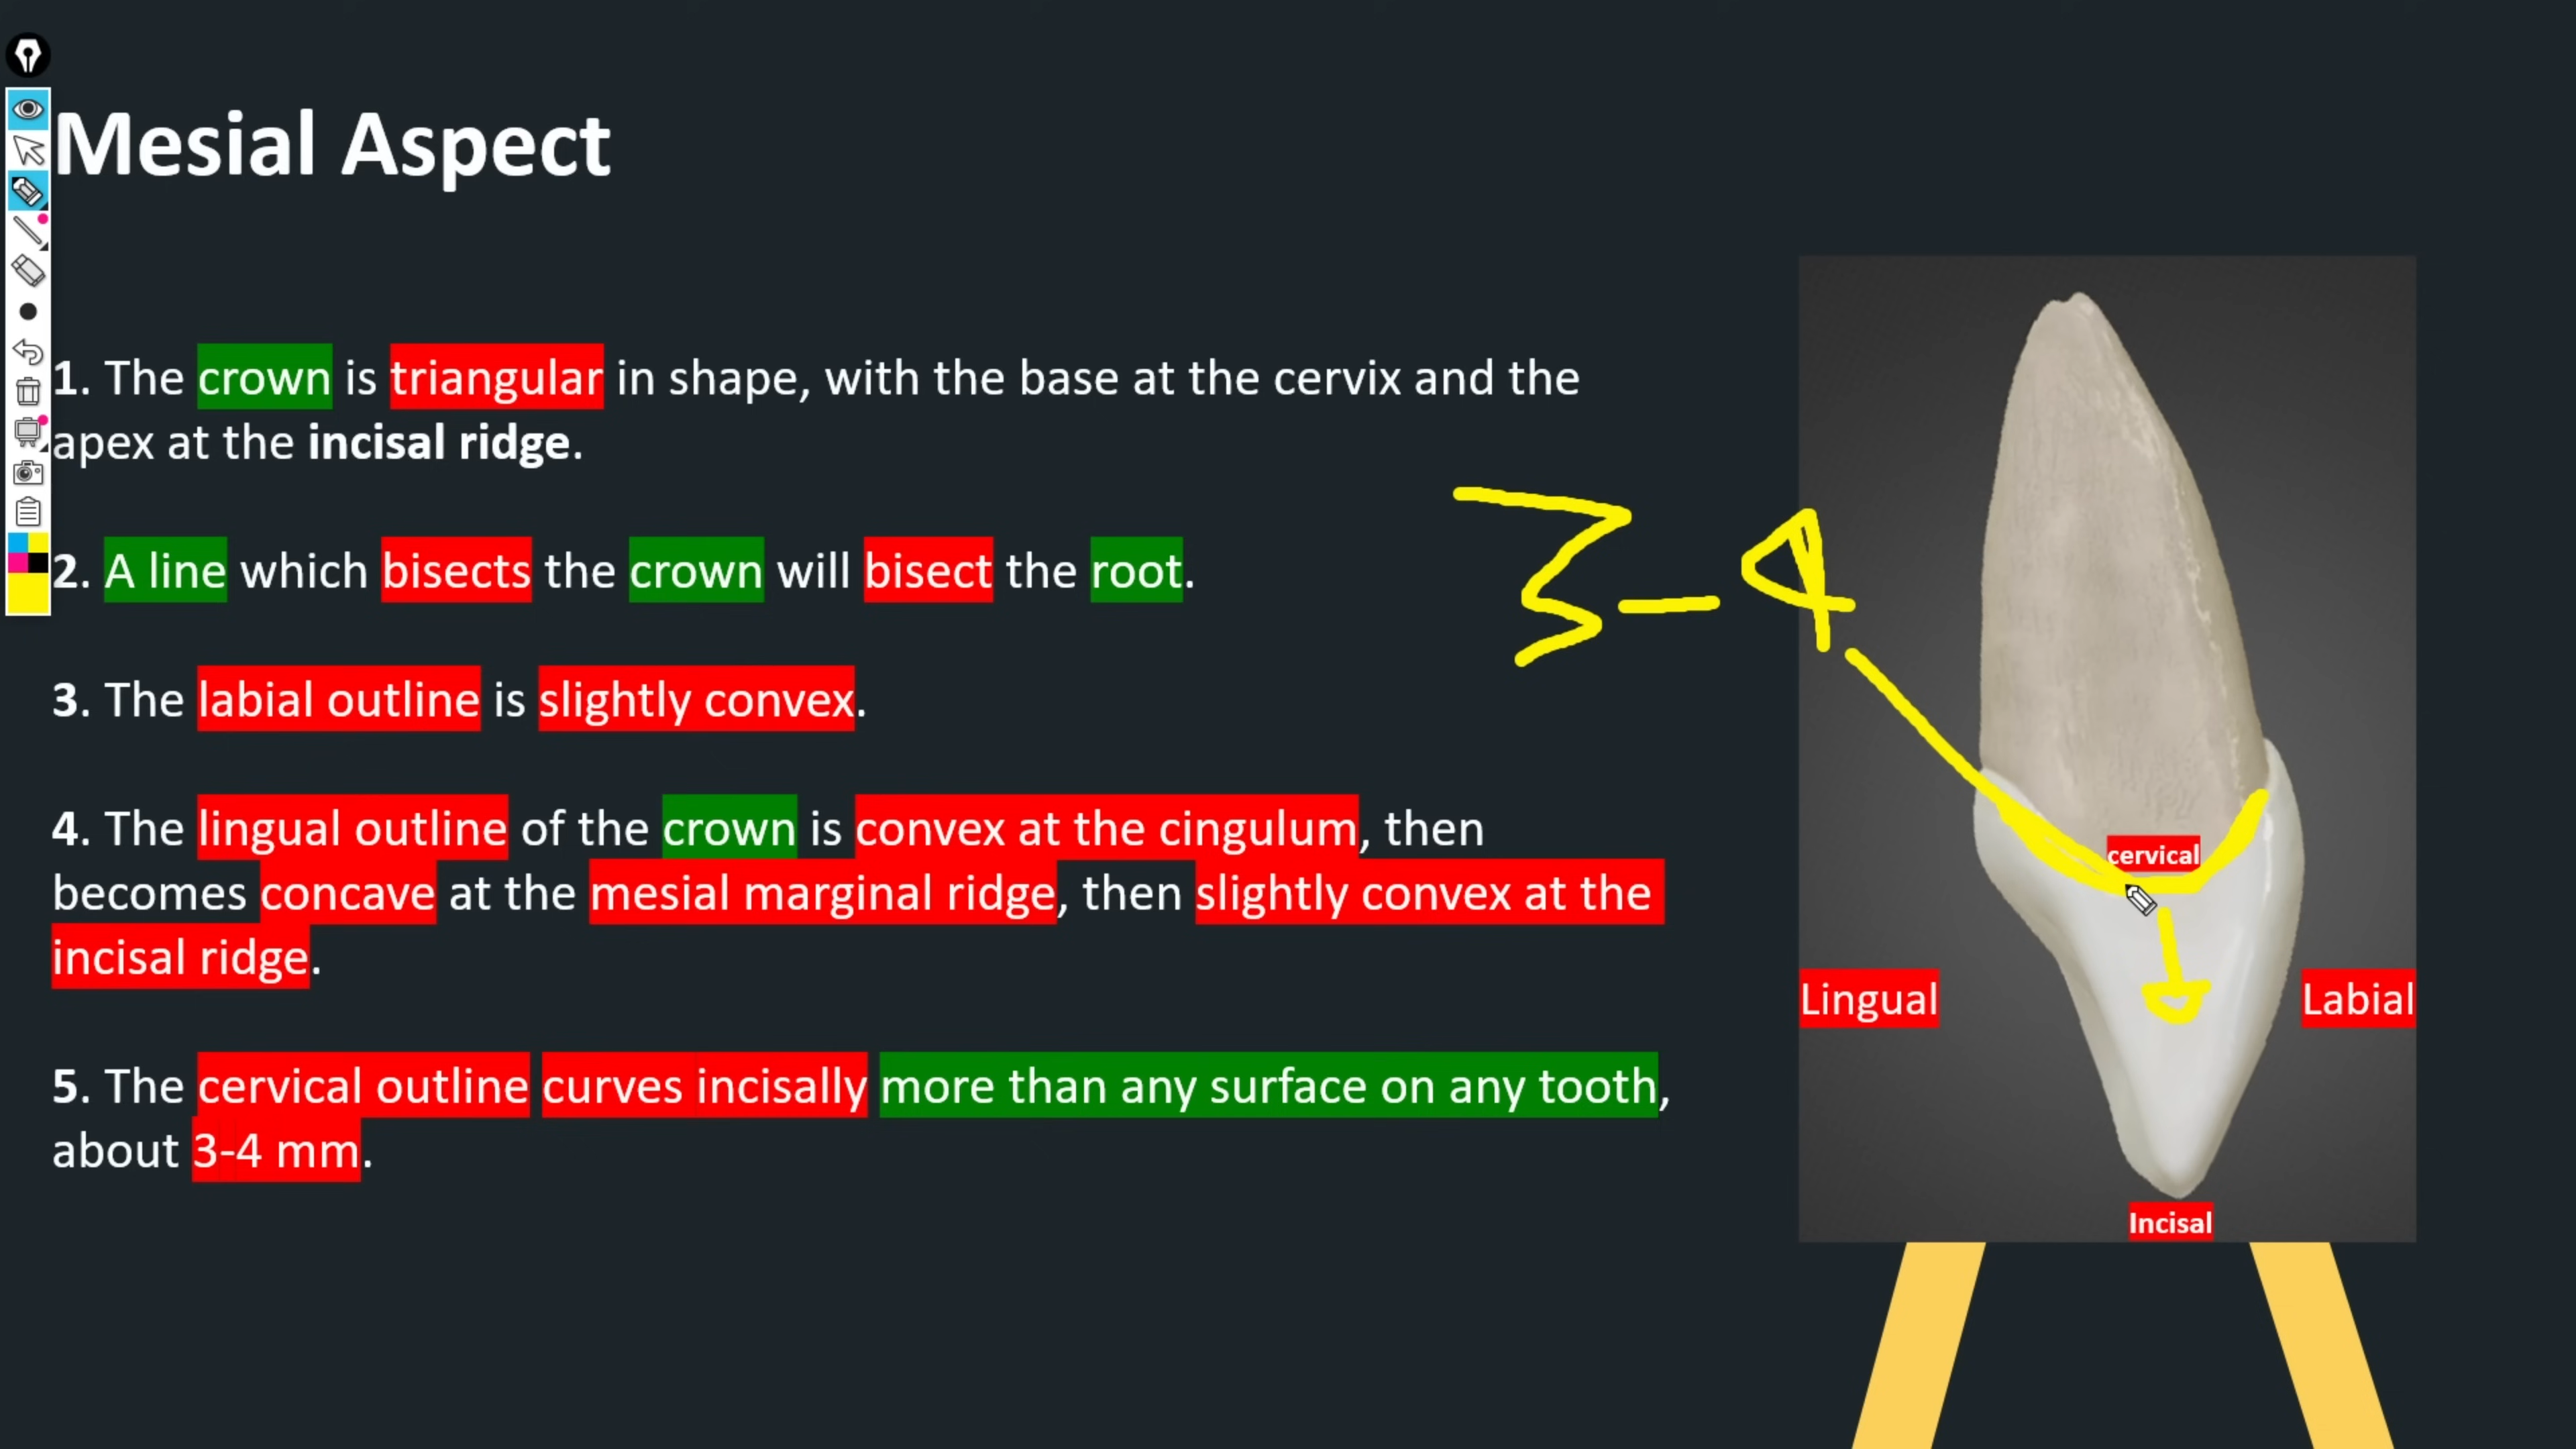 Mesial Aspect
1. The crown is triangular in shape, with the base at the cervix and the
apex at the incisal ridge.
2. A line which bisects the crown will bisect the root.
3. The labial outline is slightly convex.
4. The lingual outline of the crown is convex at the cingulum, then
becomes concave at the mesial marginal ridge, then slightly convex at the
incisal ridge.
5. The cervical outline curves incisally more than any surface on any tooth,
about 3-4 mm.
3-4
cervical
Lingual
Labial
Incisal